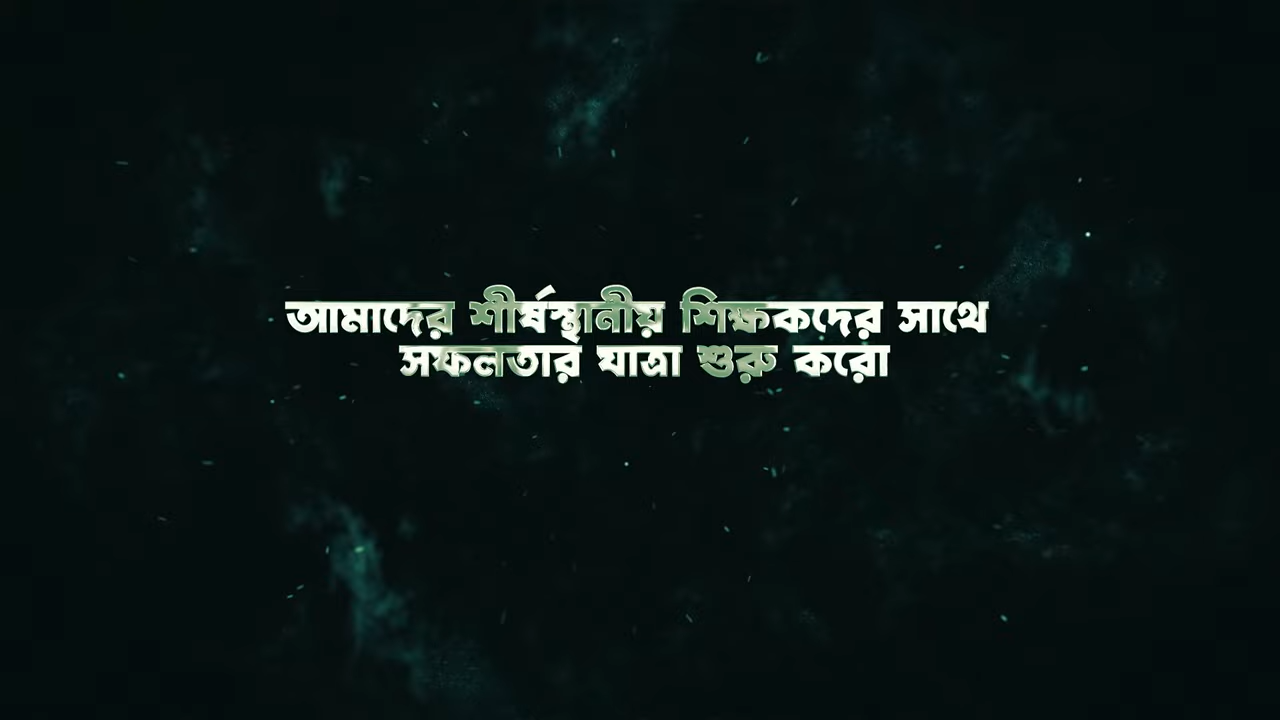 আমাদের শীর্ষস্থানীয় শিক্ষকদের সাথে
সফলতার যাত্রা শুরু করো